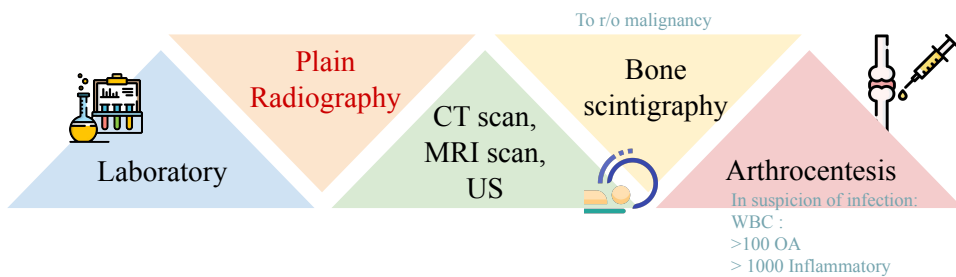 To r/o malignancy
Plain
Radiography
Bone
scintigraphy
CT scan,
MRI scan,
US
Laboratory
Arthrocentesis
In suspicion of infection:
WBC :
>100 OA
> 1000 Inflammatory